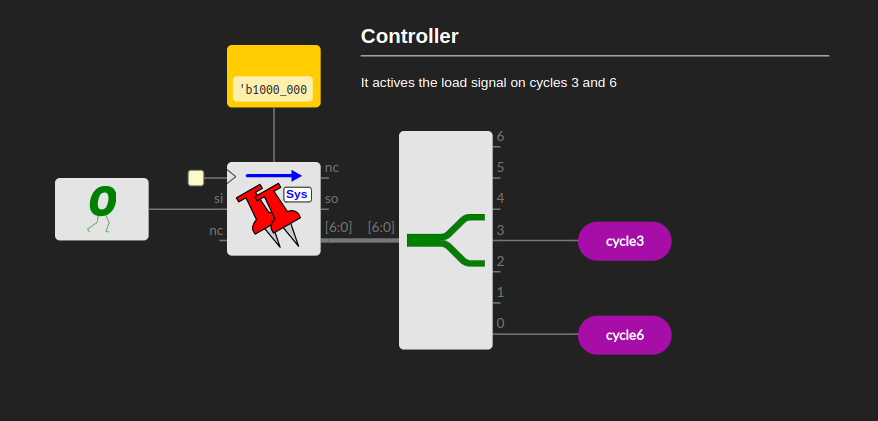 Controller
It actives the load signal on cycles 3 and 6
'b1000_000
0
si
nc
nc
so
Sys
[6:0]
[6:0]
6
5
4
3
2
1
0
cycle3
cycle6